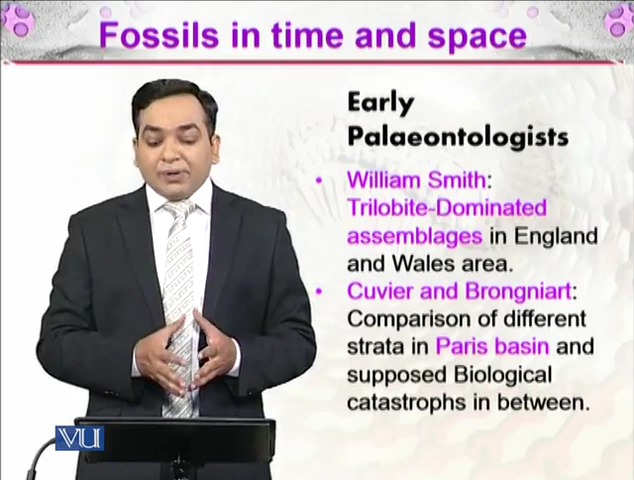 Fossils in time and space
Early
Palaeontologists
• William Smith:
Trilobite-Dominated
assemblages in England
and Wales area.
• Cuvier and Brongniart:
Comparison of different
strata in Paris basin and
supposed Biological
catastrophs in between.
VU